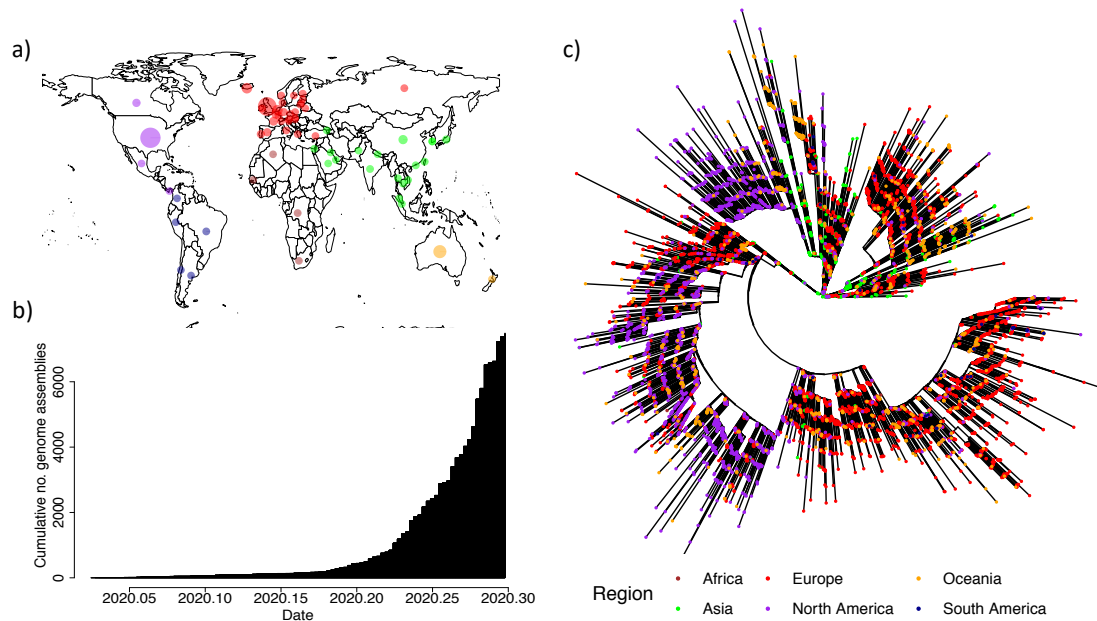 a)
b)
c)
Cumulative no. genome assemblies
0 2000 4000 6000
2020.05 2020.10 2020.15 2020.20 2020.25 2020.30
Date
Region
Africa Europe Oceania
Asia North America South America